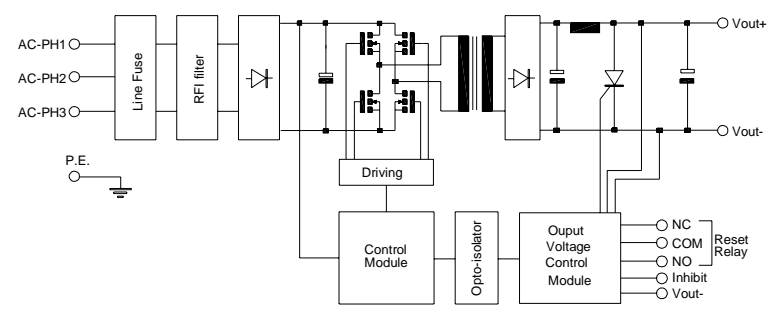 AC-PH1
AC-PH2
AC-PH3
P.E.
Line Fuse
RFI filter
Driving
Control
Module
Opto-isolator
Ouput
Voltage
Control
Module
Vout+
Vout-
NC
COM
NO
Reset
Relay
Inhibit
Vout-